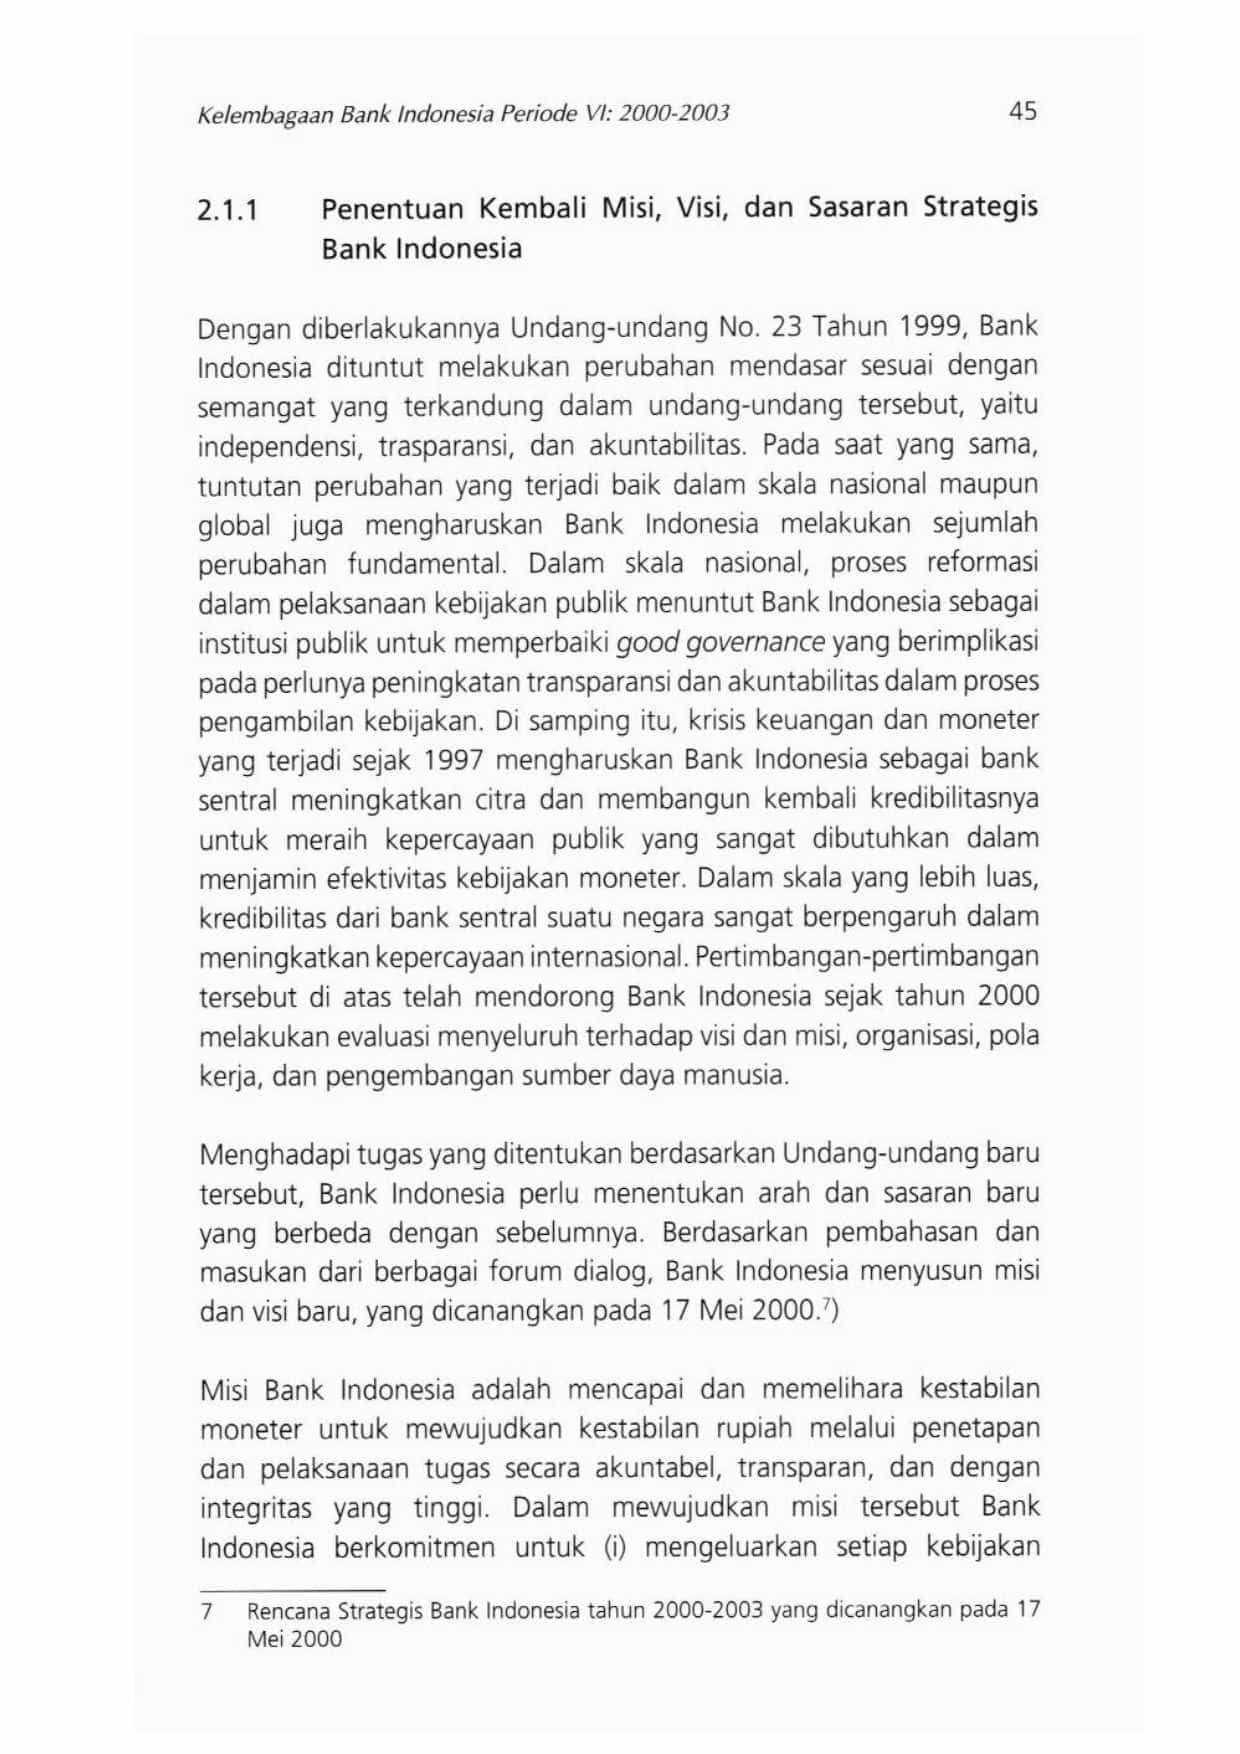 Kelembagaan Bank Indonesia Periode VI: 2000-2003 45
2.1.1 Penentuan Kembali Misi, Visi, dan Sasaran Strategis
Bank Indonesia
Dengan diberlakukannya Undang-undang No. 23 Tahun 1999, Bank
Indonesia dituntut melakukan perubahan mendasar sesuai dengan
semangat yang terkandung dalam undang-undang tersebut, yaitu
independensi, trasparansi, dan akuntabilitas. Pada saat yang sama,
tuntutan perubahan yang terjadi baik dalam skala nasional maupun
global juga mengharuskan Bank Indonesia melakukan sejumlah
perubahan fundamental. Dalam skala nasional, proses reformasi
dalam pelaksanaan kebijakan publik menuntut Bank Indonesia sebagai
institusi publik untuk memperbaiki good governance yang berimplikasi
pada perlunya peningkatan transparansi dan akuntabilitas dalam proses
pengambilan kebijakan. Di samping itu, krisis keuangan dan moneter
yang terjadi sejak 1997 mengharuskan Bank Indonesia sebagai bank
sentral meningkatkan citra dan membangun kembali kredibilitasnya
untuk meraih kepercayaan publik yang sangat dibutuhkan dalam
menjamin efektivitas kebijakan moneter. Dalam skala yang lebih luas,
kredibilitas dari bank sentral suatu negara sangat berpengaruh dalam
meningkatkan kepercayaan internasional. Pertimbangan-pertimbangan
tersebut di atas telah mendorong Bank Indonesia sejak tahun 2000
melakukan evaluasi menyeluruh terhadap visi dan misi, organisasi, pola
kerja, dan pengembangan sumber daya manusia.
Menghadapi tugas yang ditentukan berdasarkan Undang-undang baru
tersebut, Bank Indonesia perlu menentukan arah dan sasaran baru
yang berbeda dengan sebelumnya. Berdasarkan pembahasan dan
masukan dari berbagai forum dialog, Bank Indonesia menyusun misi
dan visi baru, yang dicanangkan pada 17 Mei 2000.⁷)
Misi Bank Indonesia adalah mencapai dan memelihara kestabilan
moneter untuk mewujudkan kestabilan rupiah melalui penetapan
dan pelaksanaan tugas secara akuntabel, transparan, dan dengan
integritas yang tinggi. Dalam mewujudkan misi tersebut Bank
Indonesia berkomitmen untuk (i) mengeluarkan setiap kebijakan
7 Rencana Strategis Bank Indonesia tahun 2000-2003 yang dicanangkan pada 17
Mei 2000